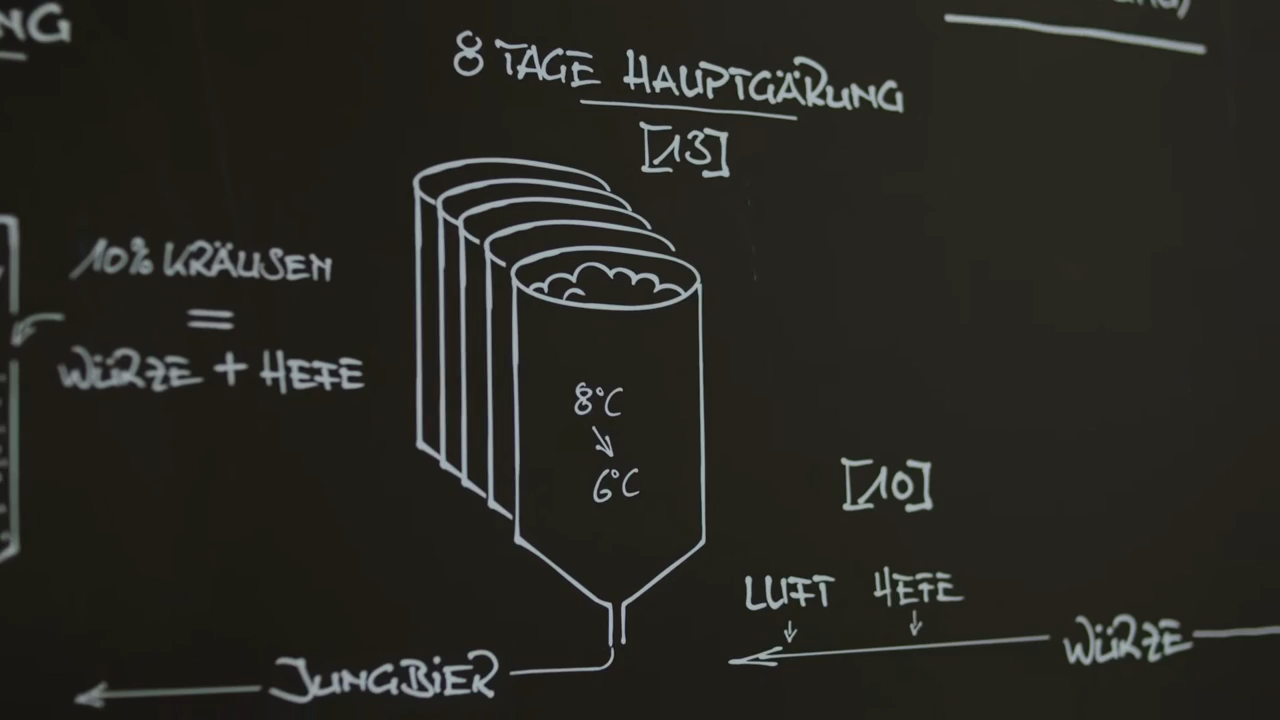 8 TAGE HAUPTGÄRUNG
[13]
10% KRÄUSEN
=
WÜRZE + HEFE
8°C
6°C
[10]
LUFT HEFE
WÜRZE
JUNGBIER